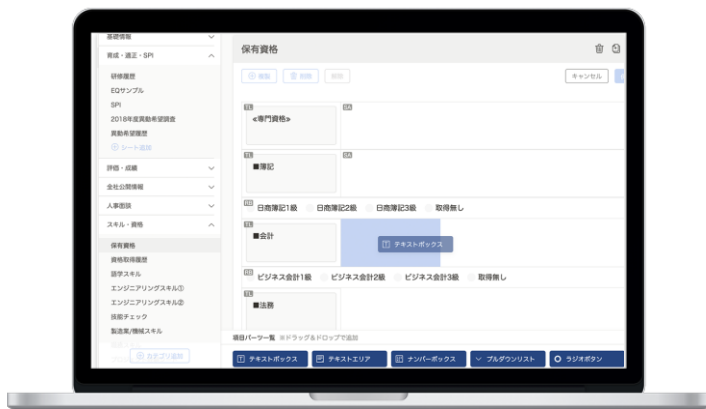 基礎情報
育成・適正・SPI
研修履歴
EQサンプル
SPI
2018年度異動希望調査
異動希望履歴
シート追加
評価・成績
全社公開情報
人事面談
スキル・資格
保有資格
資格取得履歴
語学スキル
エンジニアリングスキル①
エンジニアリングスキル②
技能チェック
製造業/機械スキル
カテゴリ追加
保有資格
複製 削除
キャンセル
≪専門資格≫
■簿記
日商簿記1級 日商簿記2級 日商簿記3級 取得無し
■会計
テキストボックス
ビジネス会計1級 ビジネス会計2級 ビジネス会計3級 取得無し
■法務
項目パーツ一覧 ※ドラッグ&ドロップで追加
テキストボックス テキストエリア ナンバーボックス プルダウンリスト ラジオボタン